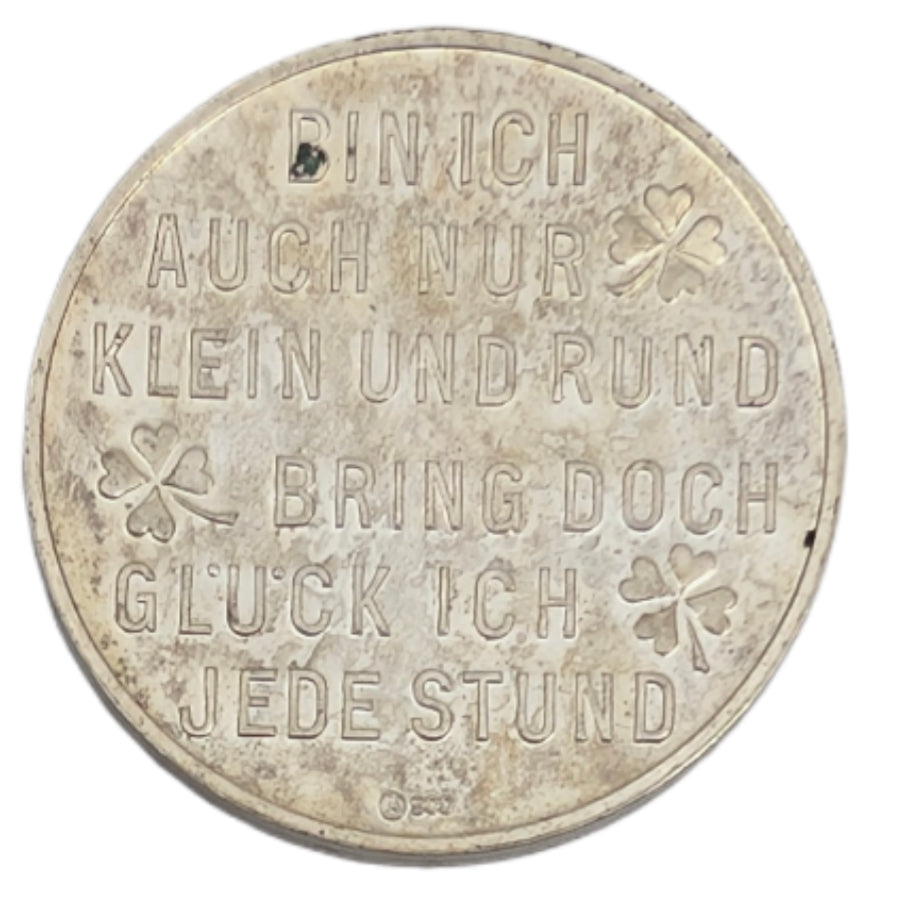 BIN ICH
AUCH NUR
KLEIN UND RUND
BRING DOCH
GLÜCK ICH
JEDE STUND